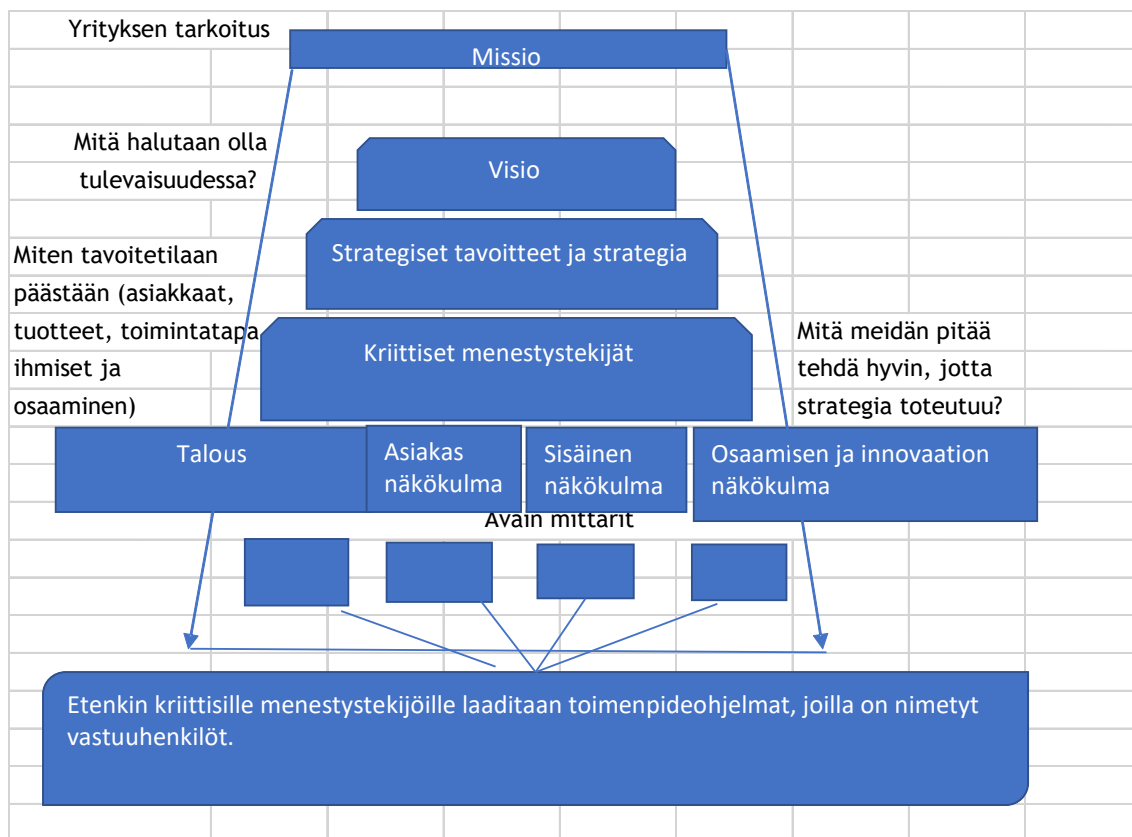 Yrityksen tarkoitus
Missio
Mitä halutaan olla
tulevaisuudessa?
Visio
Strategiset tavoitteet ja strategia
Miten tavoitetilaan
päästään (asiakkaat,
tuotteet, toimintatapa
ihmiset ja
osaaminen)
Kriittiset menestystekijät
Mitä meidän pitää
tehdä hyvin, jotta
strategia toteutuu?
Talous
Asiakas
näkökulma
Sisäinen
näkökulma
Osaamisen ja innovaation
näkökulma
Avain mittarit
Etenkin kriittisille menestystekijöille laaditaan toimenpideohjelmat, joilla on nimetyt
vastuuhenkilöt.